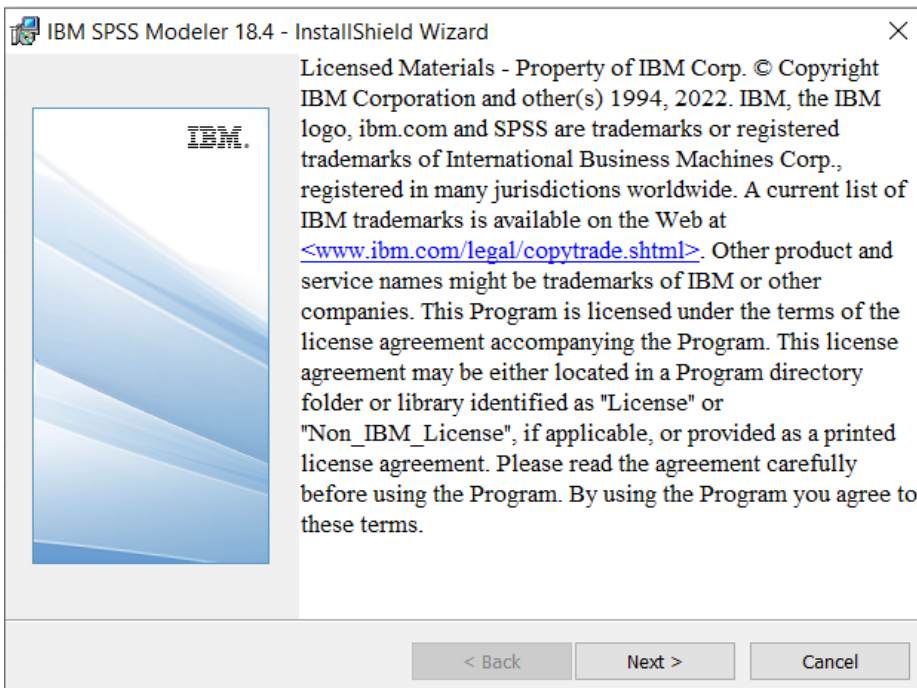 IBM SPSS Modeler 18.4 - InstallShield Wizard
IBM.
Licensed Materials - Property of IBM Corp. © Copyright
IBM Corporation and other(s) 1994, 2022. IBM, the IBM
logo, ibm.com and SPSS are trademarks or registered
trademarks of International Business Machines Corp.,
registered in many jurisdictions worldwide. A current list of
IBM trademarks is available on the Web at
<www.ibm.com/legal/copytrade.shtml>. Other product and
service names might be trademarks of IBM or other
companies. This Program is licensed under the terms of the
license agreement accompanying the Program. This license
agreement may be either located in a Program directory
folder or library identified as "License" or
"Non_IBM_License", if applicable, or provided as a printed
license agreement. Please read the agreement carefully
before using the Program. By using the Program you agree to
these terms.
< Back Next > Cancel